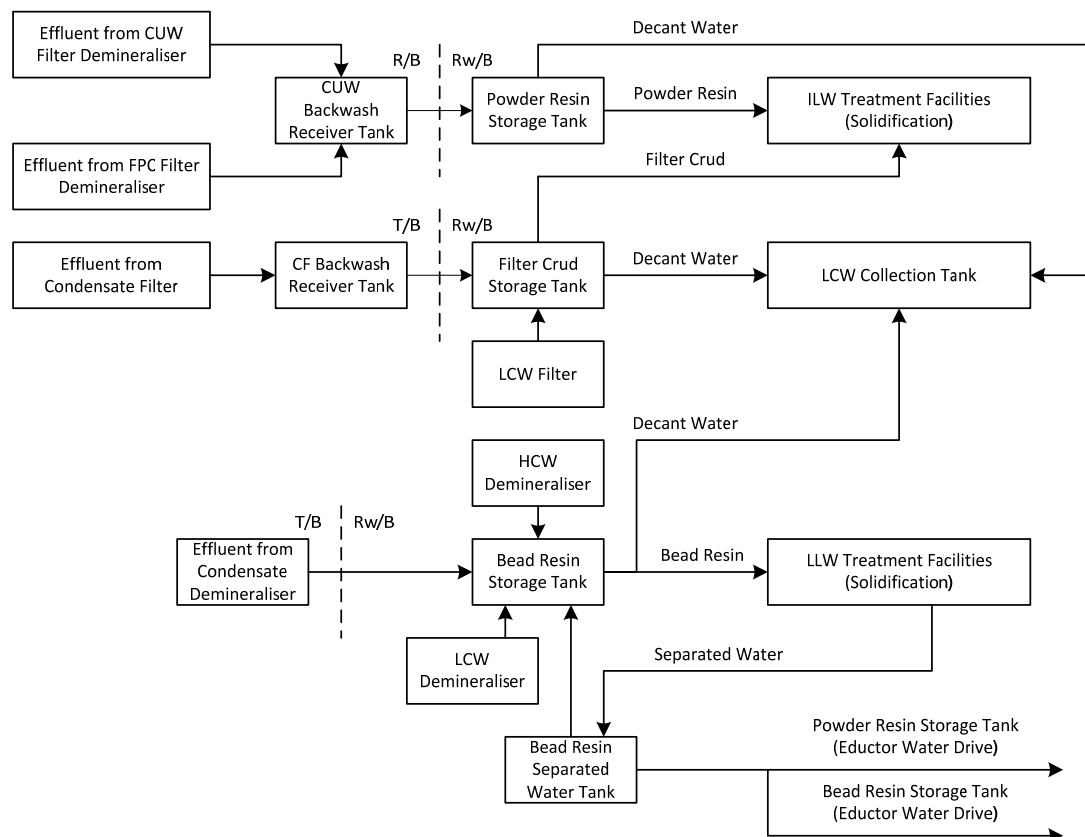 Effluent from CUW
Filter Demineraliser
Decant Water
R/B
Rw/B
CUW
Backwash
Receiver Tank
Powder Resin
Storage Tank
Powder Resin
ILW Treatment Facilities
(Solidification)
Effluent from FPC Filter
Demineraliser
Filter Crud
T/B
Rw/B
Effluent from
Condensate Filter
CF Backwash
Receiver Tank
Filter Crud
Storage Tank
Decant Water
LCW Collection Tank
LCW Filter
Decant Water
HCW
Demineraliser
T/B
Rw/B
Effluent from
Condensate
Demineraliser
Bead Resin
Storage Tank
Bead Resin
LLW Treatment Facilities
(Solidification)
LCW
Demineraliser
Separated Water
Bead Resin
Separated
Water Tank
Powder Resin Storage Tank
(Eductor Water Drive)
Bead Resin Storage Tank
(Eductor Water Drive)